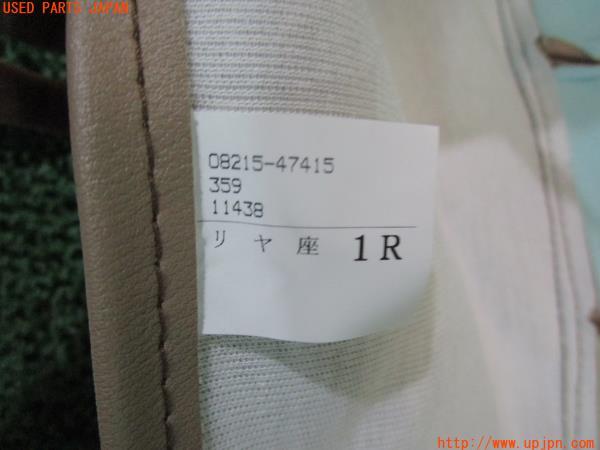 USED PARTS JAPAN
08215-47415
359
11438
リヤ座 1R
http://www.upjpn.com/